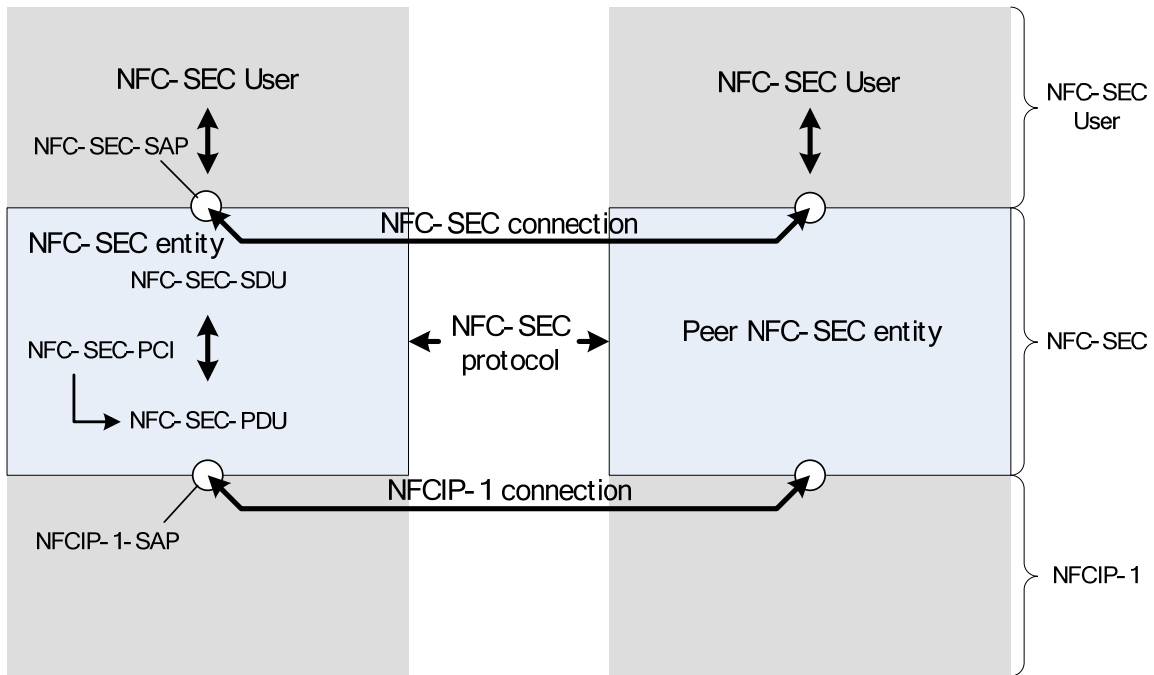 NFC-SEC User
NFC-SEC User
NFC-SEC
User
NFC-SEC-SAP
NFC-SEC connection
NFC-SEC entity
NFC-SEC-SDU
NFC-SEC
protocol
Peer NFC-SEC entity
NFC-SEC
NFC-SEC-PCI
NFC-SEC-PDU
NFCIP-1 connection
NFCIP-1-SAP
NFCIP-1